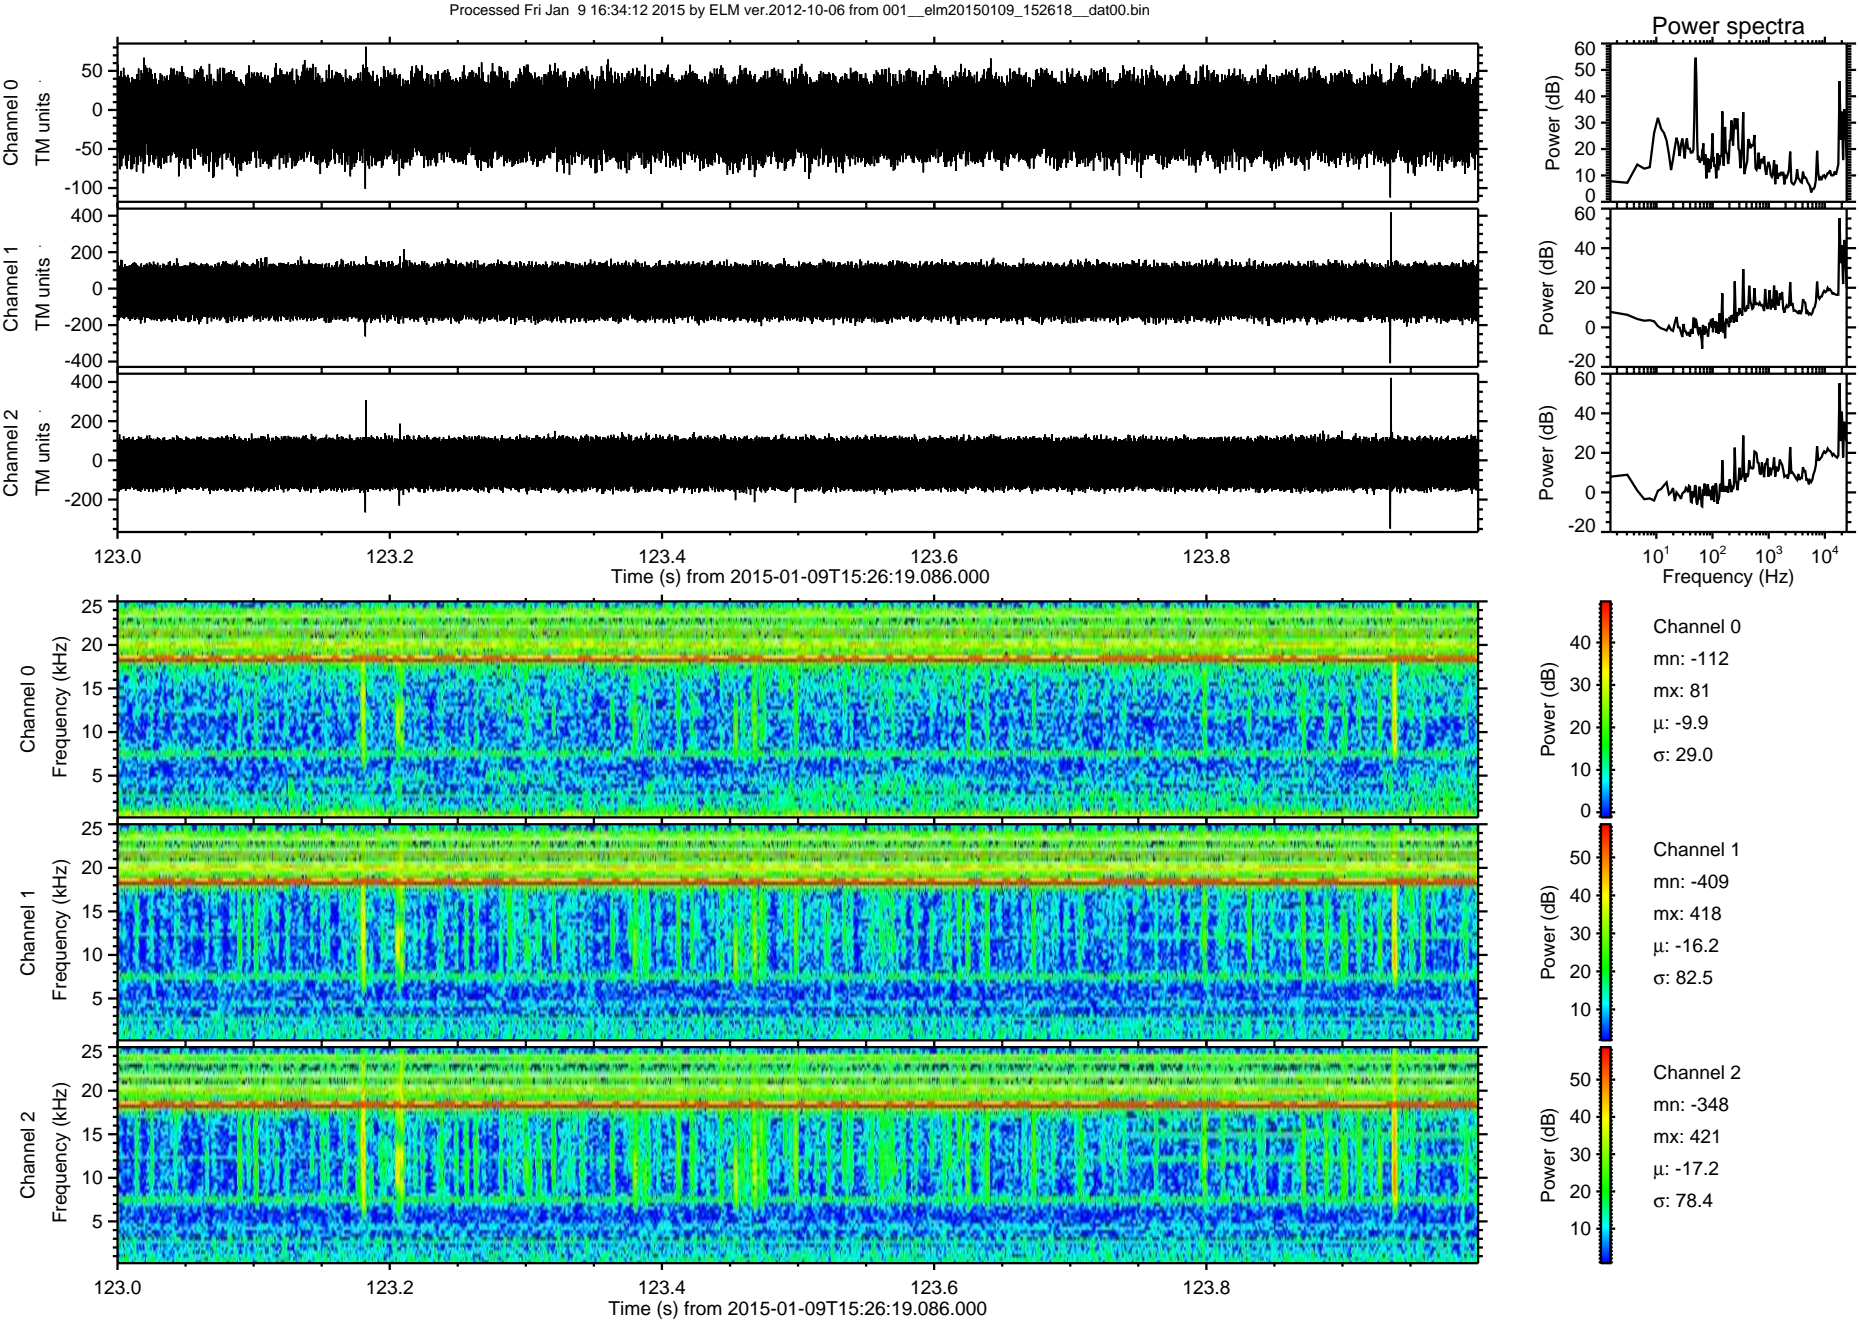 Processed Fri Jan  9 16:34:12 2015 by ELM ver.2012-10-06 from 001__elm20150109_152618__dat00.bin
Power spectra
Channel 0
TM units
50
0
-50
-100
Power (dB)
60
50
40
30
20
10
0
Channel 1
TM units
400
200
0
-200
-400
Power (dB)
60
40
20
0
-20
Channel 2
TM units
400
200
0
-200
Power (dB)
60
40
20
0
-20
123.0 123.2 123.4 123.6 123.8
Time (s) from 2015-01-09T15:26:19.086.000
10^1 10^2 10^3 10^4
Frequency (Hz)
Channel 0
Frequency (kHz)
25
20
15
10
5
Power (dB)
40
30
20
10
0
Channel 0
mn: -112
mx: 81
μ: -9.9
σ: 29.0
Channel 1
Frequency (kHz)
25
20
15
10
5
Power (dB)
50
40
30
20
10
Channel 1
mn: -409
mx: 418
μ: -16.2
σ: 82.5
Channel 2
Frequency (kHz)
25
20
15
10
5
Power (dB)
50
40
30
20
10
Channel 2
mn: -348
mx: 421
μ: -17.2
σ: 78.4
123.0 123.2 123.4 123.6 123.8
Time (s) from 2015-01-09T15:26:19.086.000